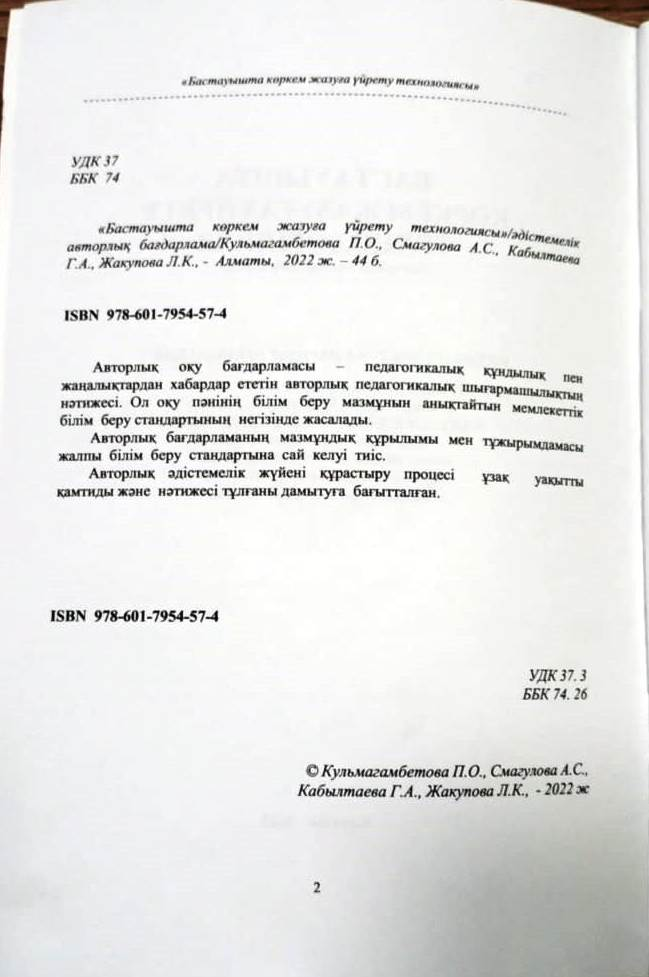 «Бастауышта көркем жазуға үйрету технологиясы»
УДК 37
ББК 74
«Бастауышта көркем жазуға үйрету технологиясы»/әдістемелік
авторлық бағдарлама/Кульмагамбетова П.О., Смагулова А.С., Кабылтаева
Г.А., Жакупова Л.К., - Алматы, 2022 ж. – 44 б.
ISBN 978-601-7954-57-4
Авторлық оқу бағдарламасы – педагогикалық құндылық пен
жаңалықтардан хабардар ететін авторлық педагогикалық шығармашылықтың
нәтижесі. Ол оқу пәнінің білім беру мазмұнын анықтайтын мемлекеттік
білім беру стандартының негізінде жасалады.
Авторлық бағдарламаның мазмұндық құрылымы мен тұжырымдамасы
жалпы білім беру стандартына сай келуі тиіс.
Авторлық әдістемелік жүйені құрастыру процесі ұзақ уақытты
қамтиды және нәтижесі тұлғаны дамытуға бағытталған.
ISBN 978-601-7954-57-4
УДК 37. 3
ББК 74. 26
© Кульмагамбетова П.О., Смагулова А.С.,
Кабылтаева Г.А., Жакупова Л.К., - 2022 ж
2